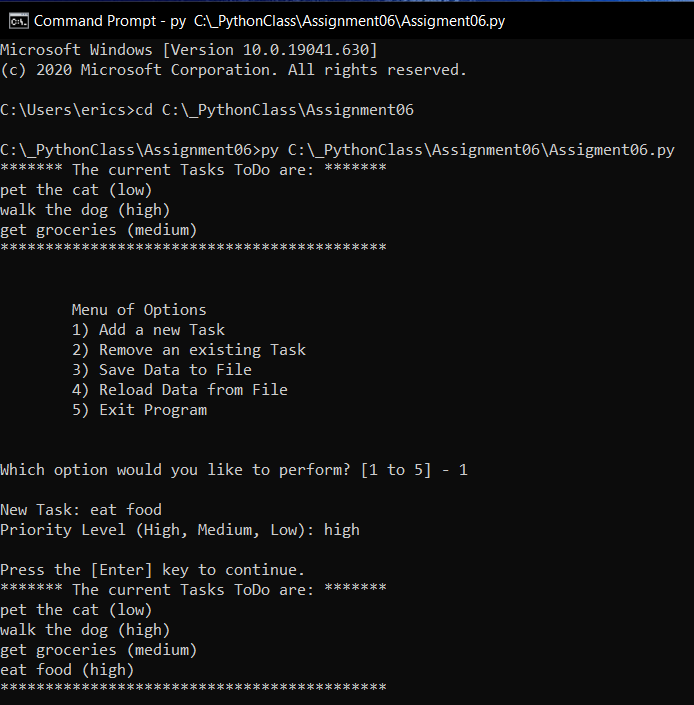 Command Prompt - py  C:\_PythonClass\Assignment06\Assigment06.py
Microsoft Windows [Version 10.0.19041.630]
(c) 2020 Microsoft Corporation. All rights reserved.
C:\Users\erics>cd C:\_PythonClass\Assignment06
C:\_PythonClass\Assignment06>py C:\_PythonClass\Assignment06\Assigment06.py
******* The current Tasks ToDo are: *******
pet the cat (low)
walk the dog (high)
get groceries (medium)
*******************************************
Menu of Options
1) Add a new Task
2) Remove an existing Task
3) Save Data to File
4) Reload Data from File
5) Exit Program
Which option would you like to perform? [1 to 5] - 1
New Task: eat food
Priority Level (High, Medium, Low): high
Press the [Enter] key to continue.
******* The current Tasks ToDo are: *******
pet the cat (low)
walk the dog (high)
get groceries (medium)
eat food (high)
*******************************************